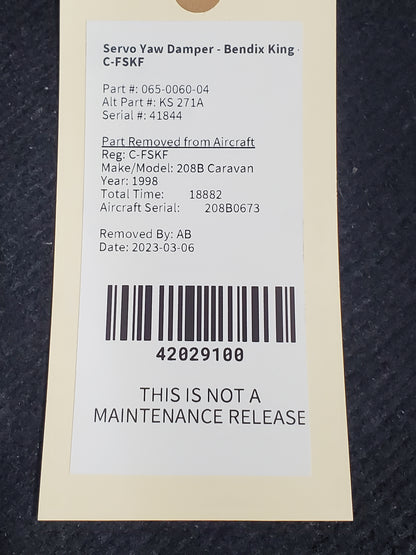 Servo Yaw Damper - Bendix King -
C-FSKF
Part #: 065-0060-04
Alt Part #: KS 271A
Serial #: 41844
Part Removed from Aircraft
Reg: C-FSKF
Make/Model: 208B Caravan
Year: 1998
Total Time: 18882
Aircraft Serial: 208B0673
Removed By: AB
Date: 2023-03-06
42029100
THIS IS NOT A
MAINTENANCE RELEASE